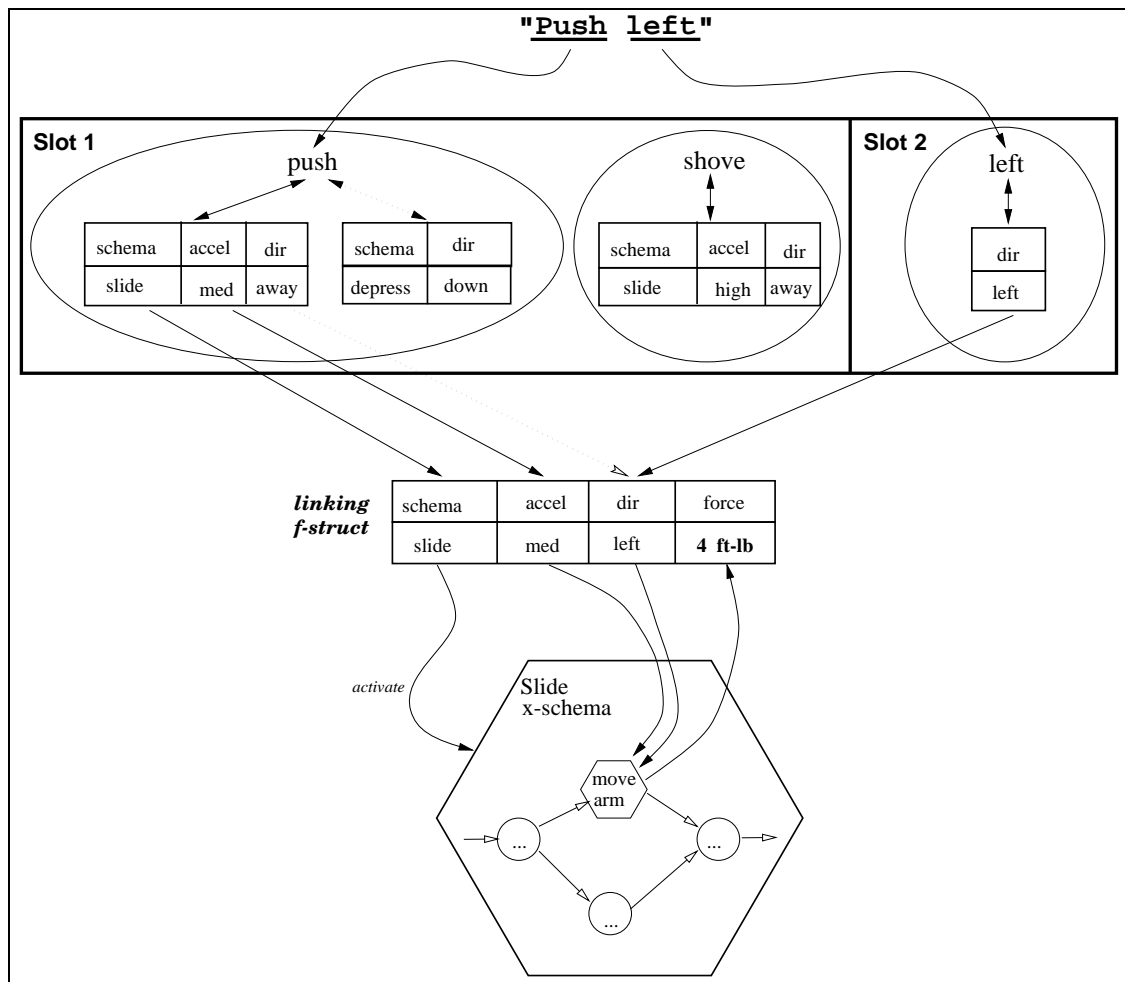 "Push left"
Slot 1
Slot 2
push
shove
left
schema accel dir
slide med away
schema dir
depress down
schema accel dir
slide high away
dir
left
linking
f-struct
schema accel dir force
slide med left 4 ft-lb
activate
Slide
x-schema
move
arm
...
...
...